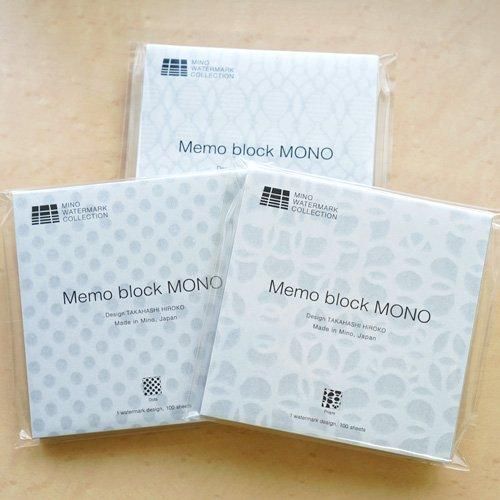 MINO
WATERMARK
COLLECTION
Memo block MONO
MINO
WATERMARK
COLLECTION
Memo block MONO
Design:TAKAHASHI HIROKO
Made in Mino, Japan
Dots
1 watermark design, 100 sheets
MINO
WATERMARK
COLLECTION
Memo block MONO
Design:TAKAHASHI HIROKO
Made in Mino, Japan
1 watermark design, 100 sheets